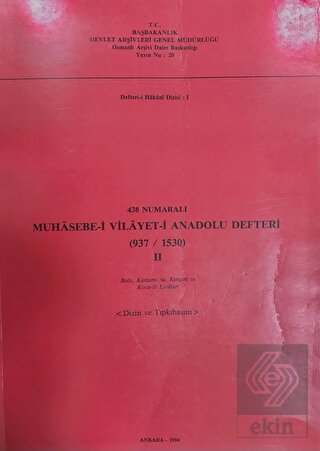 T.C.
BAŞBAKANLIK
DEVLET ARŞİVLERİ GENEL MÜDÜRLÜĞÜ
Osmanlı Arşivi Daire Başkanlığı
Yayın Nu : 20
Defter-i Hâkânî Dizisi : I
438 NUMARALI
MUHÂSEBE-İ VİLÂYET-İ ANADOLU DEFTERİ
(937 / 1530)
II
Bolu, Kastamonu, Kengırı ve
Koca-ili Livâları
<Dizin ve Tıpkıbasım>
ANKARA - 1994
ekin